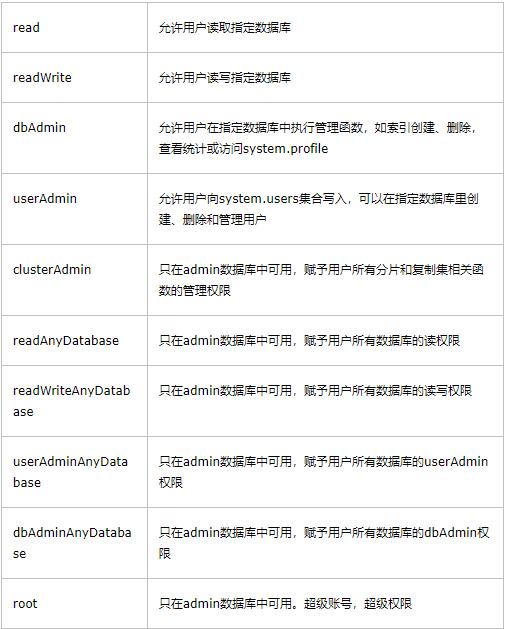 read
允许用户读取指定数据库
readWrite
允许用户读写指定数据库
dbAdmin
允许用户在指定数据库中执行管理函数，如索引创建、删除，
查看统计或访问system.profile
userAdmin
允许用户向system.users集合写入，可以在指定数据库里创
建、删除和管理用户
clusterAdmin
只在admin数据库中可用，赋予用户所有分片和复制集相关函
数的管理权限
readAnyDatabase
只在admin数据库中可用，赋予用户所有数据库的读权限
readWriteAnyDatab
ase
只在admin数据库中可用，赋予用户所有数据库的读写权限
userAdminAnyData
base
只在admin数据库中可用，赋予用户所有数据库的userAdmin
权限
dbAdminAnyDataba
se
只在admin数据库中可用，赋予用户所有数据库的dbAdmin权
限
root
只在admin数据库中可用。超级账号，超级权限